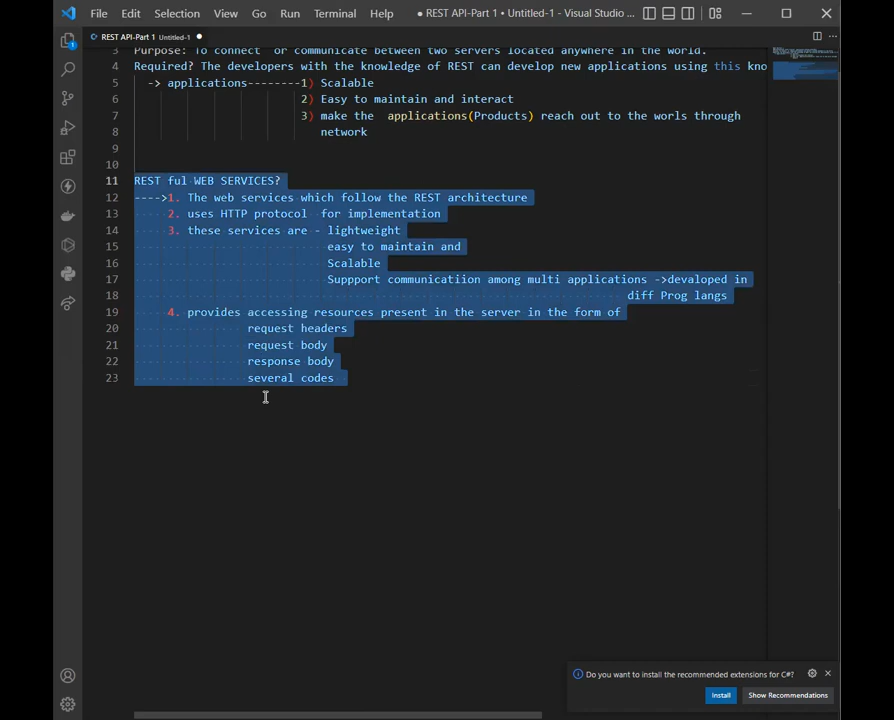 File Edit Selection View Go Run Terminal Help ● REST API-Part 1 • Untitled-1 - Visual Studio ...
REST API-Part 1 Untitled-1 ●
3 Purpose: To connect or communicate between two servers located anywhere in the world.
4 Required? The developers with the knowledge of REST can develop new applications using this kno
5 -> applications--------1) Scalable
6 2) Easy to maintain and interact
7 3) make the applications(Products) reach out to the worls through
8 network
9
10
11 REST ful WEB SERVICES?
12 ---->1. The web services which follow the REST architecture
13 2. uses HTTP protocol for implementation
14 3. these services are - lightweight
15 easy to maintain and
16 Scalable
17 Suppport communicatiion among multi applications ->devaloped in
18 diff Prog langs
19 4. provides accessing resources present in the server in the form of
20 request headers
21 request body
22 response body
23 several codes
Do you want to install the recommended extensions for C#?
Install Show Recommendations